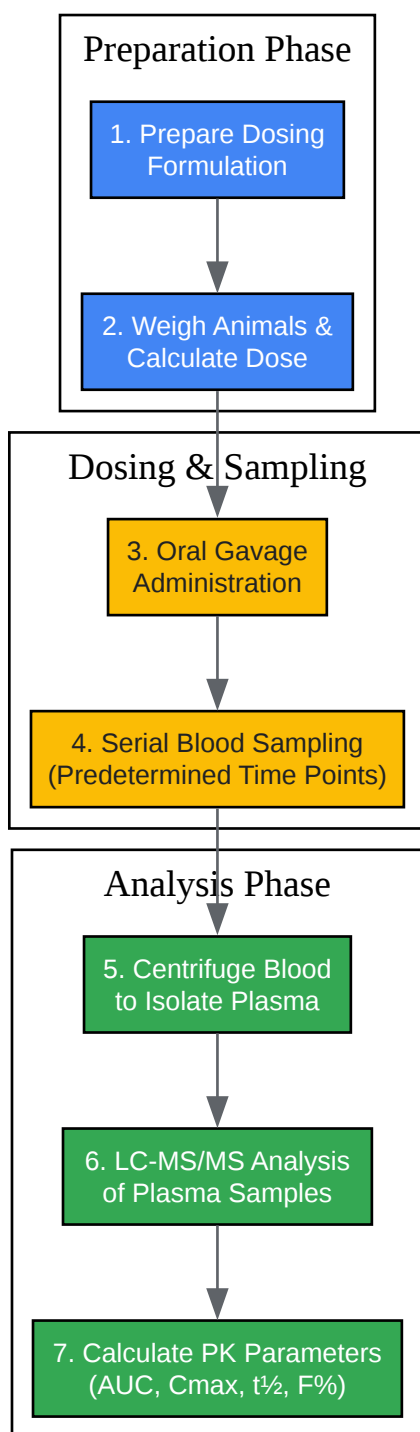 Preparation Phase
1. Prepare Dosing
Formulation
2. Weigh Animals &
Calculate Dose
Dosing & Sampling
3. Oral Gavage
Administration
4. Serial Blood Sampling
(Predetermined Time Points)
Analysis Phase
5. Centrifuge Blood
to Isolate Plasma
6. LC-MS/MS Analysis
of Plasma Samples
7. Calculate PK Parameters
(AUC, Cmax, t½, F%)